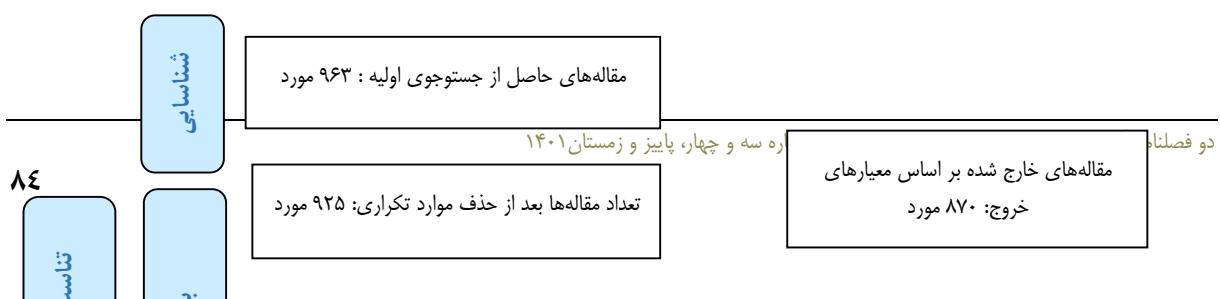 شناسایی
مقاله‌های حاصل از جستوجوی اولیه : ۹۶۳ مورد
دو فصلنا
اره سه و چهار، پاییز و زمستان۱۴۰۱
مقاله‌های خارج شده بر اساس معیارهای
خروج: ۸۷۰ مورد
۸٤
تعداد مقاله‌ها بعد از حذف موارد تکراری: ۹۲۵ مورد